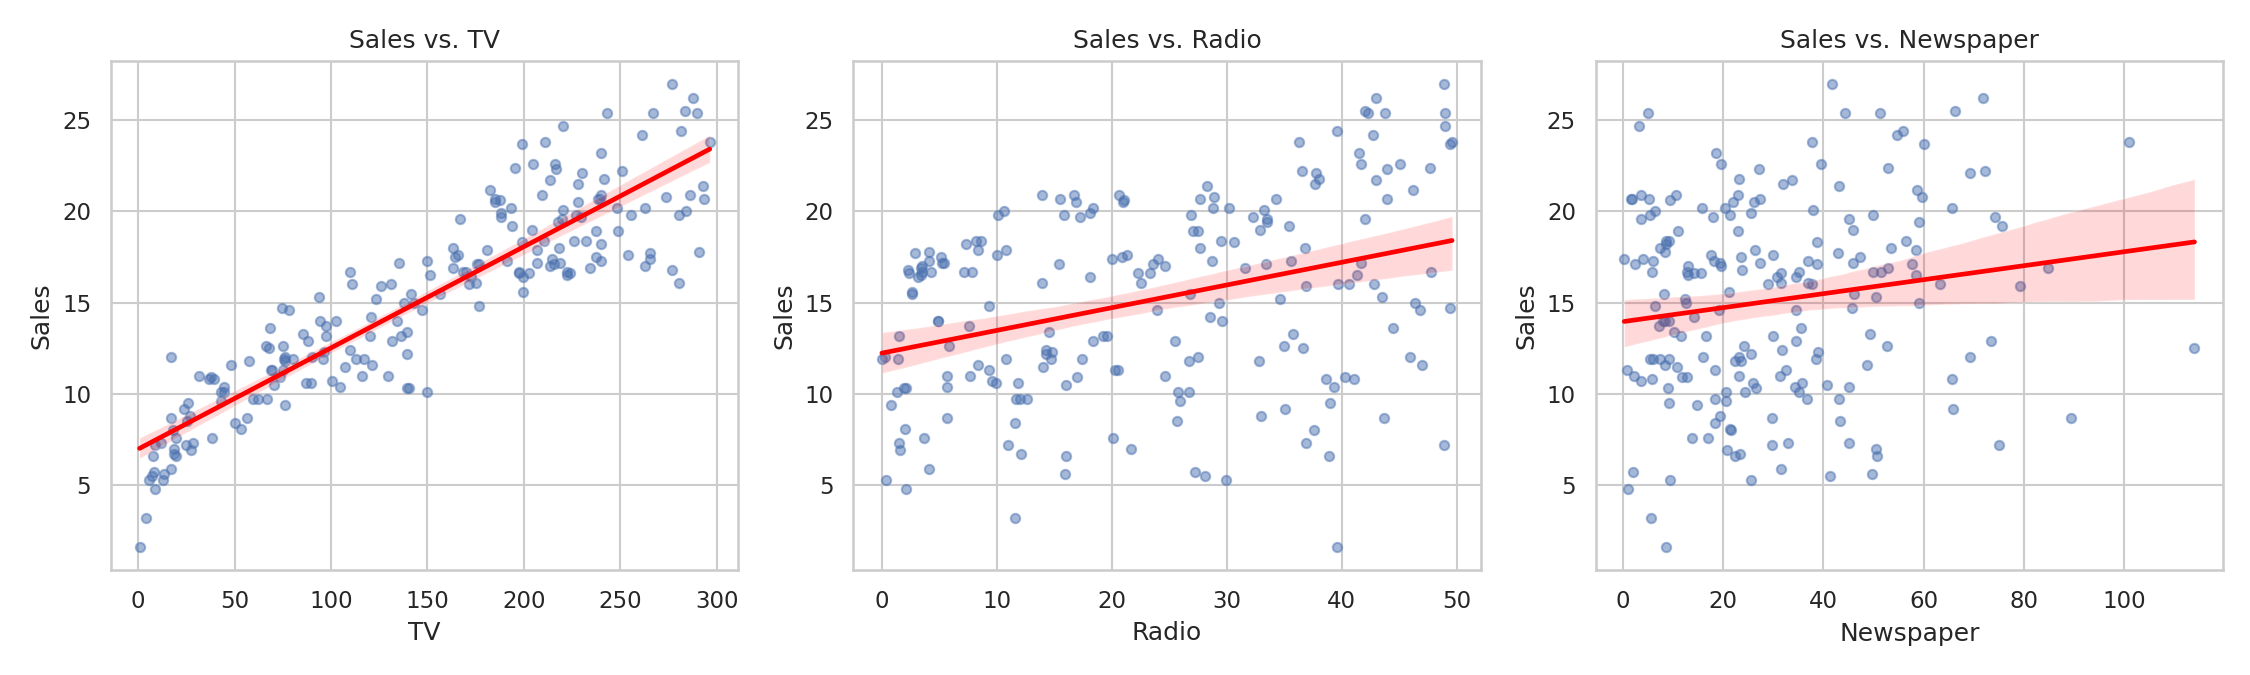 Sales vs. TV
Sales
25
20
15
10
5
0 50 100 150 200 250 300
TV
Sales vs. Radio
Sales
25
20
15
10
5
0 10 20 30 40 50
Radio
Sales vs. Newspaper
Sales
25
20
15
10
5
0 20 40 60 80 100
Newspaper